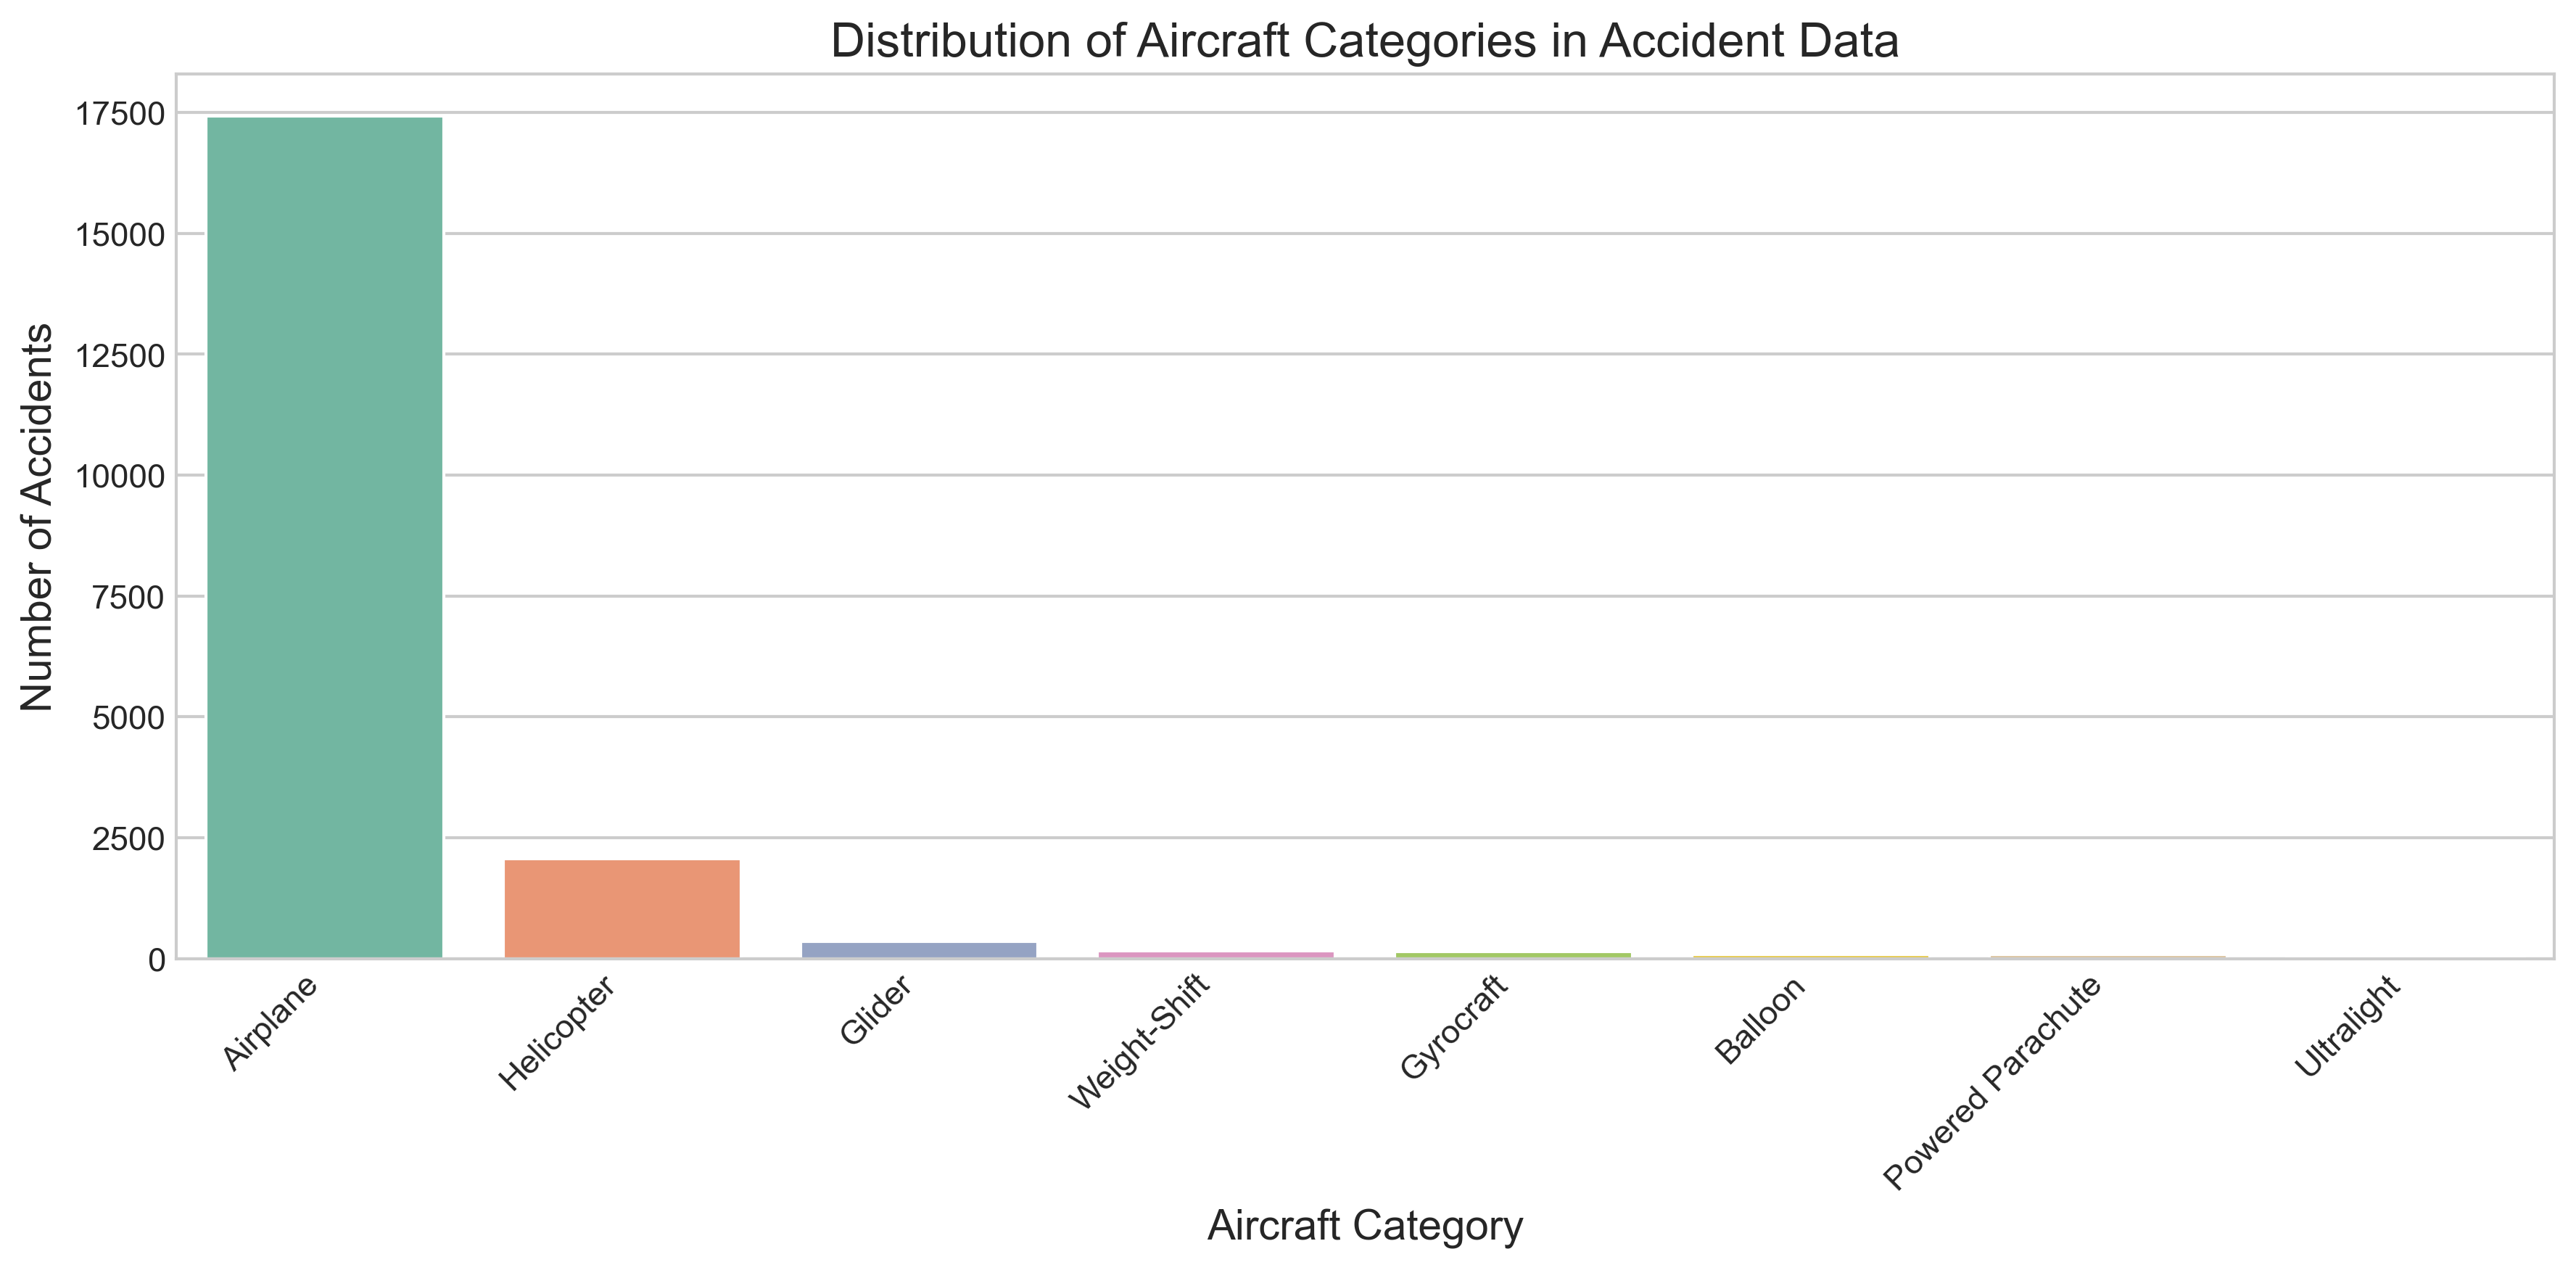 Distribution of Aircraft Categories in Accident Data
Number of Accidents
17500
15000
12500
10000
7500
5000
2500
0
Airplane
Helicopter
Glider
Weight-Shift
Gyrocraft
Balloon
Powered Parachute
Ultralight
Aircraft Category